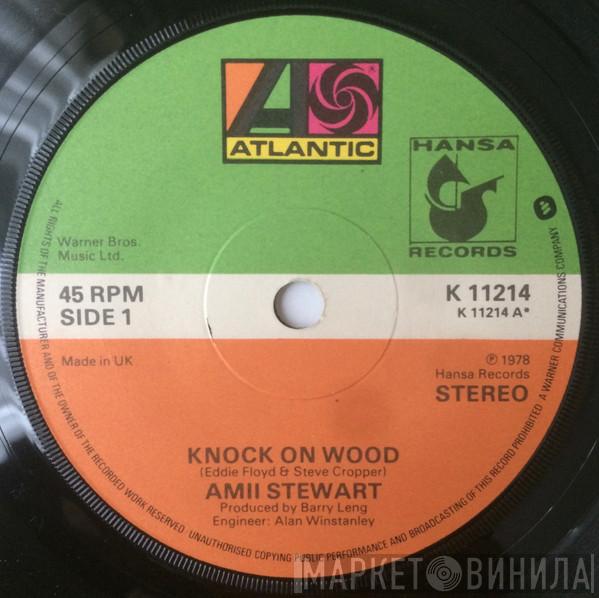 ATLANTIC
HANSA
RECORDS
Warner Bros.
Music Ltd.
45 RPM
SIDE 1
K 11214
K 11214 A*
Made in UK
℗ 1978
Hansa Records
STEREO
KNOCK ON WOOD
(Eddie Floyd & Steve Cropper)
AMII STEWART
Produced by Barry Leng
Engineer: Alan Winstanley
ALL RIGHTS OF THE MANUFACTURER AND OF THE OWNER OF THE RECORDED WORK RESERVED UNAUTHORISED COPYING PUBLIC PERFORMANCE AND BROADCASTING OF THIS RECORD PROHIBITED A WARNER COMMUNICATIONS COMPANY
МАРКЕТ ВИНИЛА